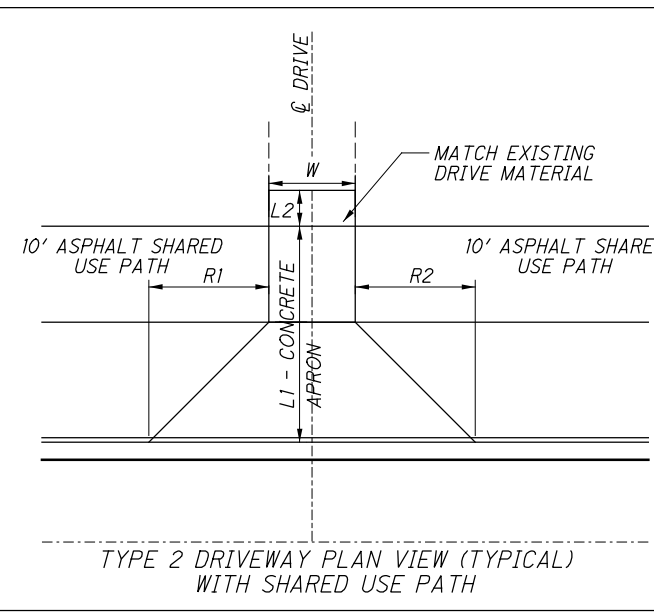 ℄ DRIVE
MATCH EXISTING
DRIVE MATERIAL
W
L2
10' ASPHALT SHARED
USE PATH
10' ASPHALT SHARE
USE PATH
R1
R2
L1 - CONCRETE
APRON
TYPE 2 DRIVEWAY PLAN VIEW (TYPICAL)
WITH SHARED USE PATH